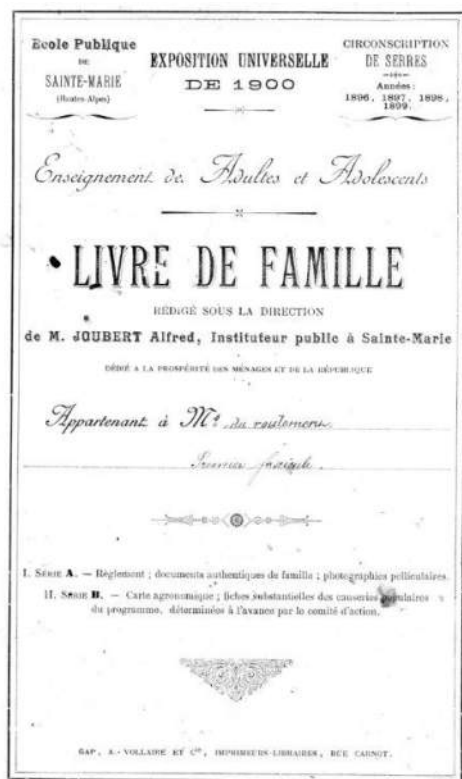 Ecole Publique
DE
SAINTE-MARIE
(Hautes-Alpes)
EXPOSITION UNIVERSELLE
DE 1900
CIRCONSCRIPTION
DE SERRES
Années:
1896, 1897, 1898,
1899.
Enseignement de Adultes et Adolescents
LIVRE DE FAMILLE
RÉDIGÉ SOUS LA DIRECTION
de M. JOUBERT Alfred, Instituteur public à Sainte-Marie
DÉDIÉ A LA PROSPÉRITÉ DES MÉNAGES ET DE LA RÉPUBLIQUE
Appartenant à M
fascicule.
I. SÉRIE A. — Règlement ; documents authentiques de famille ; photographies pelliculaires.
II. SÉRIE B. — Carte agronomique ; fiches substantielles des causeries populaires
du programme, déterminées à l'avance par le comité d'action.
GAP, A. VOLLAIRE ET Cie, IMPRIMEURS-LIBRAIRES, RUE CARNOT.